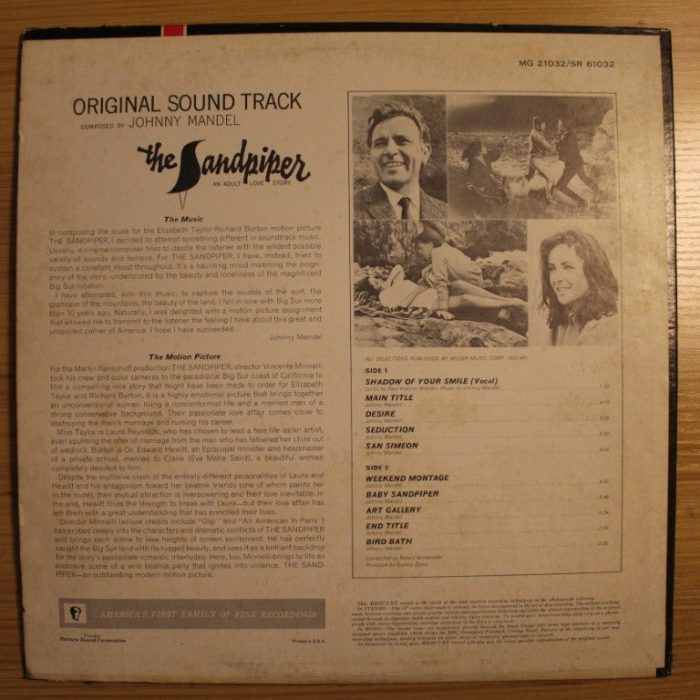 MG 21032/SR 61032
ORIGINAL SOUND TRACK
COMPOSED BY JOHNNY MANDEL
the Sandpiper
AN ADULT LOVE STORY
The Music
In composing the score for the Elizabeth Taylor-Richard Burton motion picture
THE SANDPIPER, I decided to attempt something different in soundtrack music.
Usually, a cinema computer tries to dazzle the listener with the wildest possible
variety of sounds and tempo. For THE SANDPIPER, I have, instead, tried to
sustain a constant mood throughout. It's a haunting mood matching the poign-
ancy of the story, underscored by the beauty and loneliness of the magnificent
Big Sur location.
I have attempted, with this music, to capture the sounds of the surf, the
grandeur of the mountains, the beauty of the land. I fell in love with Big Sur more
than 10 years ago. Naturally, I was delighted with a motion picture assignment
that allowed me to transmit to the listener the feeling I have about this great and
unspoiled corner of America. I hope I have succeeded.
Johnny Mandel
The Motion Picture
For the Martin Ransohoff production THE SANDPIPER, director Vincente Minnelli
took his crew and color cameras to the paradisical Big Sur coast of California to
film a compelling love story that might have been made to order for Elizabeth
Taylor and Richard Burton. It is a highly emotional picture that brings together
an unconventional woman living a nonconformist life and a married man of a
strong conservative background. Their passionate love affair comes close to
destroying the man's marriage and ruining his career.
Miss Taylor is Laura Reynolds, who has chosen to lead a free life as an artist,
even spurning the offer of marriage from the man who has fathered her child out
of wedlock. Burton is Dr. Edward Hewitt, an Episcopal minister and headmaster
of a private school, married to Claire (Eva Marie Saint), a beautiful woman
completely devoted to him.
Despite the explosive clash of the entirely different personalities of Laura and
Hewitt and his antagonism toward her beatnik friends (one of whom paints her
in the nude), their mutual attraction is overpowering and their love inevitable. In
the end, Hewitt finds the strength to break with Laura—but their love affair has
left them with a great understanding that has enriched their lives.
Director Minnelli (whose credits include "Gigi" and "An American In Paris")
has probed deeply into the characters and dramatic conflicts of THE SANDPIPER
and brings each scene to new heights of screen excitement. He has perfectly
caught the Big Sur land with its rugged beauty, and uses it as a brilliant backdrop
for the story's passionate romantic interludes. Here, too, Minnelli brings to life an
explosive scene of a wild beatnik party that ignites into violence. THE SAND-
PIPER—an outstanding modern motion picture.
AMERICA'S FIRST FAMILY OF FINE RECORDINGS
Vendor
Mercury Record Corporation
Printed in U.S.A.
ALL SELECTIONS PUBLISHED BY MILLER MUSIC CORP. (ASCAP)
SIDE 1
SHADOW OF YOUR SMILE (Vocal)
Lyrics by Paul Francis Webster, Music by Johnny Mandel
MAIN TITLE
Johnny Mandel
DESIRE
Johnny Mandel
SEDUCTION
Johnny Mandel
SAN SIMEON
Johnny Mandel
SIDE 2
WEEKEND MONTAGE
Johnny Mandel
BABY SANDPIPER
Johnny Mandel
ART GALLERY
Johnny Mandel
END TITLE
Johnny Mandel
BIRD BATH
Johnny Mandel
Conducted by Robert Armbruster
Produced by Quincy Jones